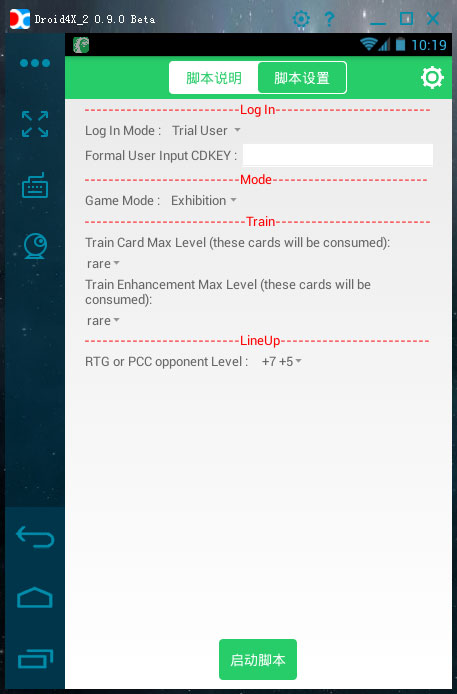 Droid4X_2 0.9.0 Beta
10:19
脚本说明 脚本设置
--------------------Log In--------------------
Log In Mode : Trial User
Formal User Input CDKEY :
--------------------Mode--------------------
Game Mode : Exhibition
--------------------Train--------------------
Train Card Max Level (these cards will be consumed):
rare
Train Enhancement Max Level (these cards will be
consumed):
rare
--------------------LineUp--------------------
RTG or PCC opponent Level : +7 +5
启动脚本